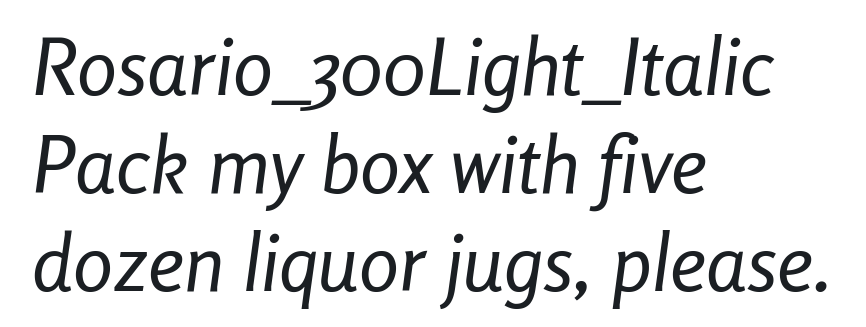 Rosario_300Light_Italic
Pack my box with five
dozen liquor jugs, please.